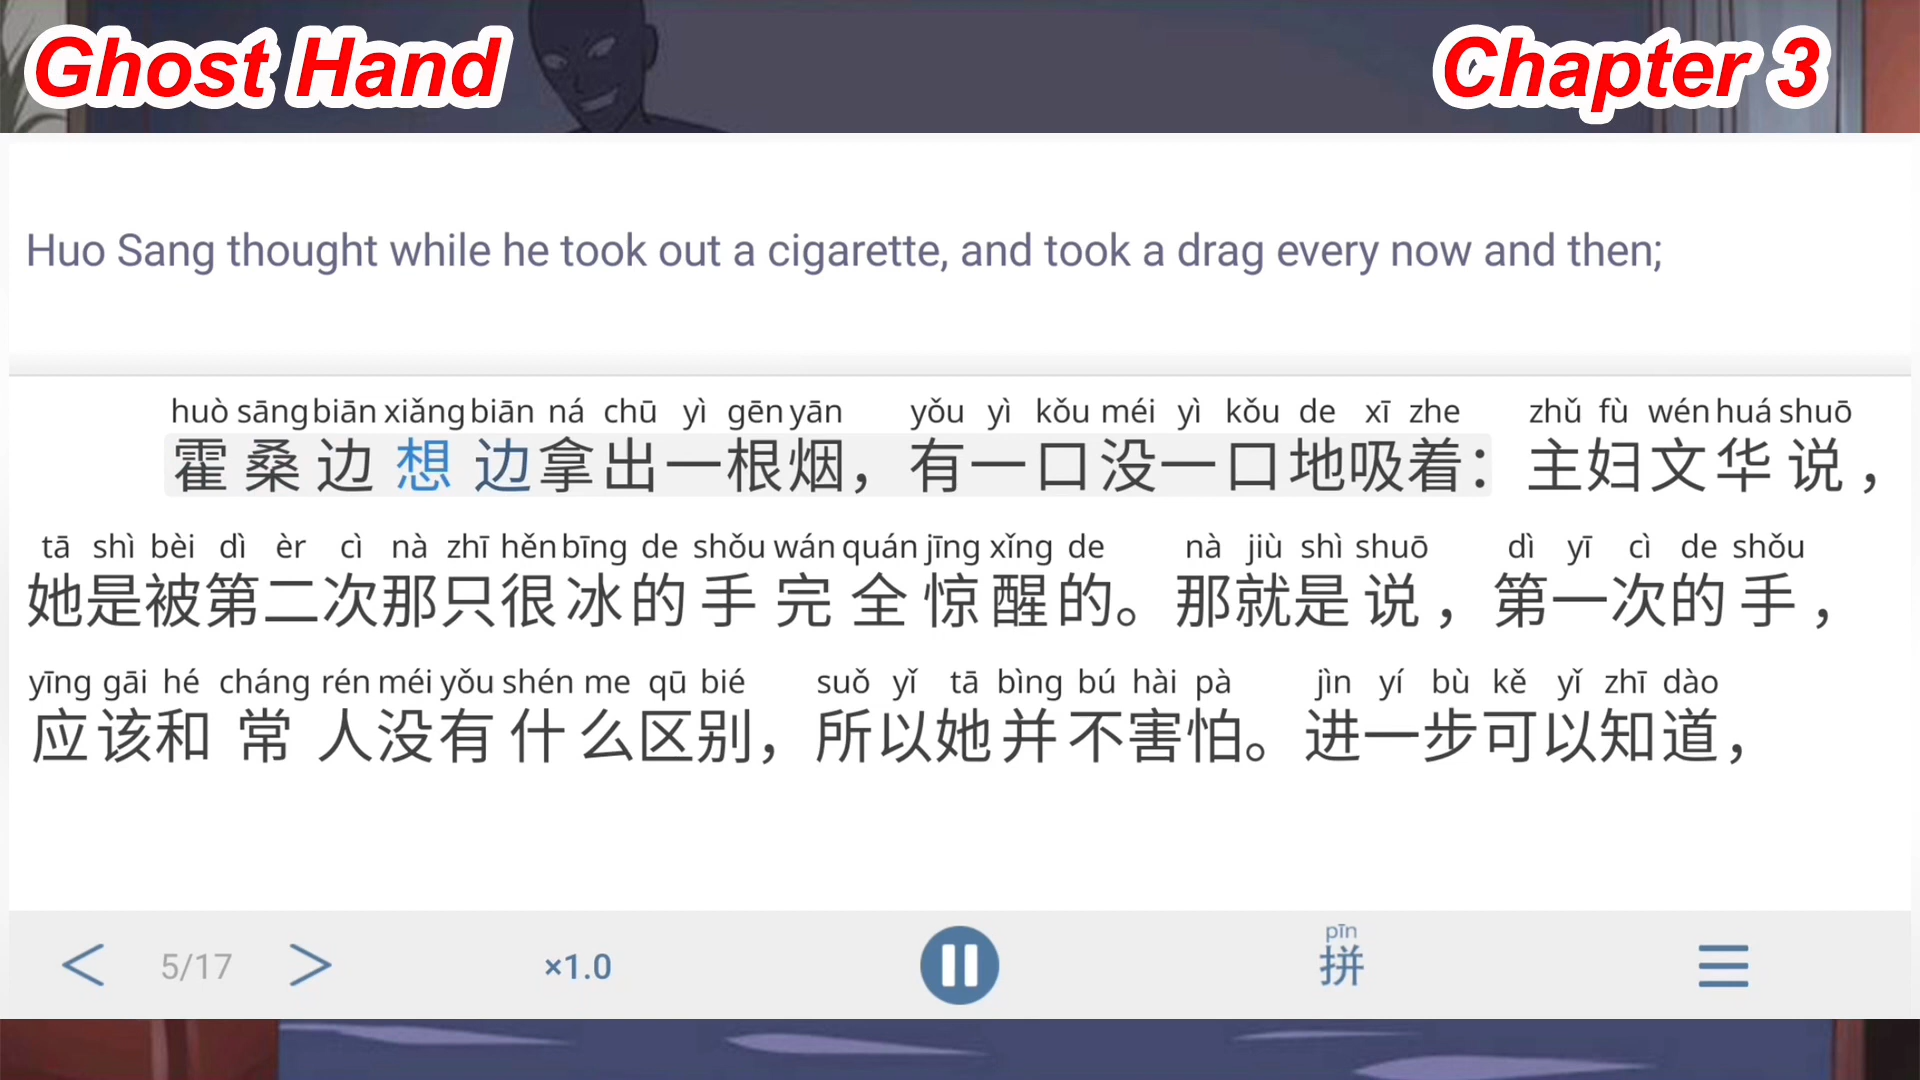 Ghost Hand
Chapter 3
Huo Sang thought while he took out a cigarette, and took a drag every now and then;
huò sāng biān xiǎng biān ná chū yì gēn yān yǒu yì kǒu méi yì kǒu de xī zhe zhǔ fù wén huá shuō
霍桑边想边拿出一根烟，有一口没一口地吸着：主妇文华说，
tā shì bèi dì èr cì nà zhī hěn bīng de shǒu wán quán jīng xǐng de nà jiù shì shuō dì yī cì de shǒu
她是被第二次那只很冰的手完全惊醒的。那就是说，第一次的手，
yīng gāi hé cháng rén méi yǒu shén me qū bié suǒ yǐ tā bìng bú hài pà jìn yí bù kě yǐ zhī dào
应该和常人没有什么区别，所以她并不害怕。进一步可以知道，
pīn
< 5/17 > ×1.0 拼